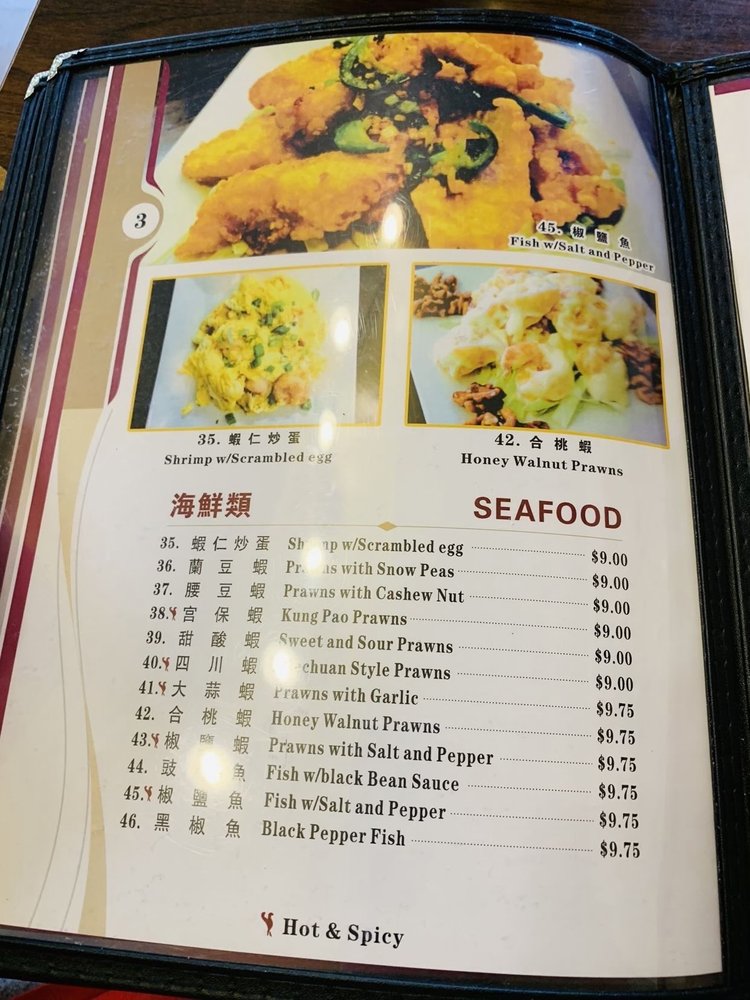 3
45. 椒 鹽 魚
Fish w/Salt and Pepper
35. 蝦 仁 炒 蛋
Shrimp w/Scrambled egg
42. 合 桃 蝦
Honey Walnut Prawns
海鮮類 SEAFOOD
35. 蝦 仁 炒 蛋 Shrimp w/Scrambled egg $9.00
36. 蘭 豆 蝦 Prawns with Snow Peas $9.00
37. 腰 豆 蝦 Prawns with Cashew Nut $9.00
38. 宫 保 蝦 Kung Pao Prawns $9.00
39. 甜 酸 蝦 Sweet and Sour Prawns $9.00
40. 四 川 蝦 Style Prawns $9.00
41. 大 蒜 蝦 Prawns with Garlic $9.75
42. 合 桃 蝦 Honey Walnut Prawns $9.75
43. 椒 鹽 蝦 Prawns with Salt and Pepper $9.75
44. 豉 魚 Fish w/black Bean Sauce $9.75
45. 椒 鹽 魚 Fish w/Salt and Pepper $9.75
46. 黑 椒 魚 Black Pepper Fish $9.75
Hot & Spicy